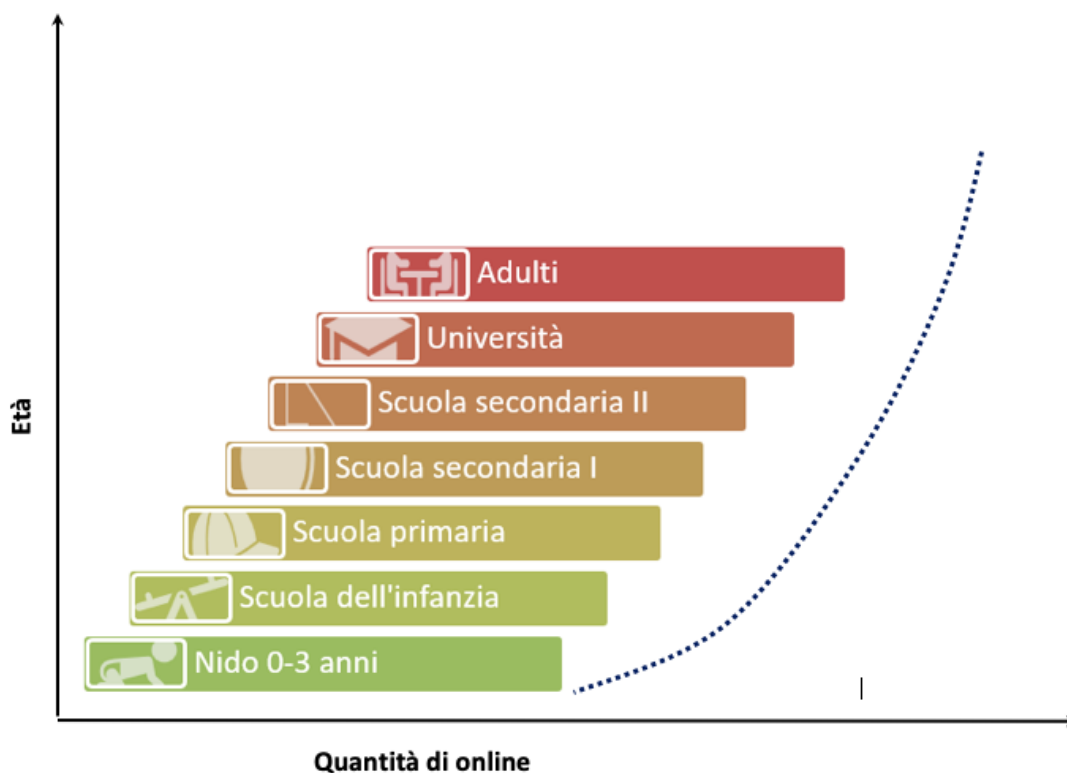 Adulti
Università
Scuola secondaria II
Scuola secondaria I
Età
Scuola primaria
Scuola dell'infanzia
Nido 0-3 anni
Quantità di online